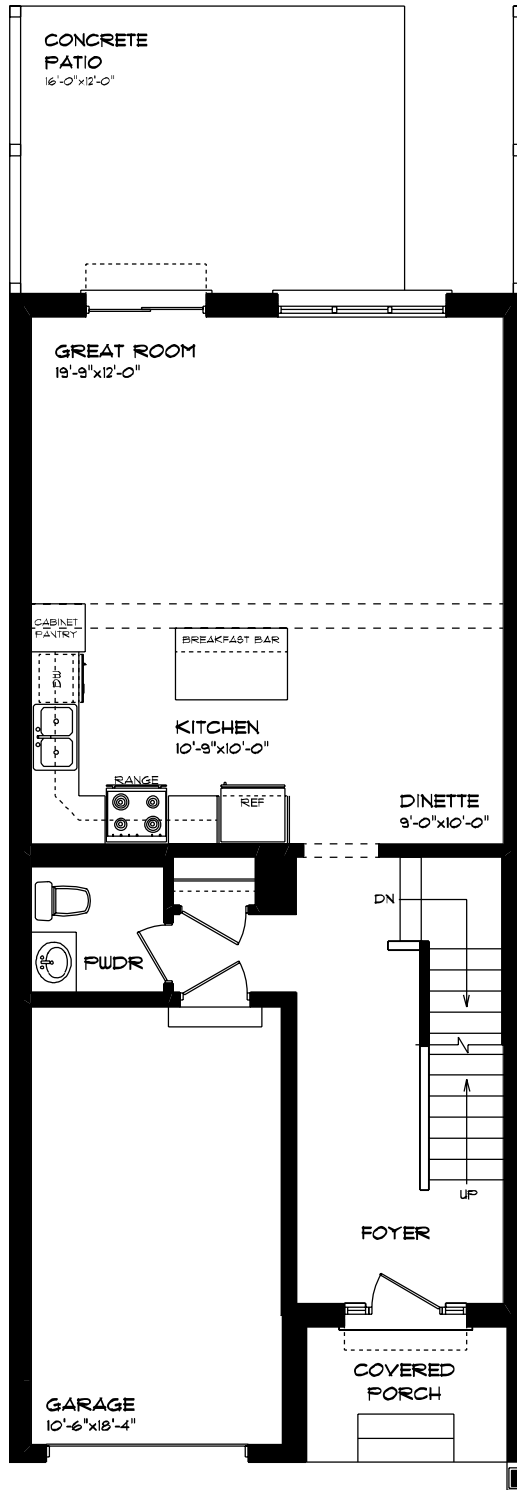 CONCRETE
PATIO
16'-0"x12'-0"
GREAT ROOM
19'-9"x12'-0"
CABINET
PANTRY
BREAKFAST BAR
DW
KITCHEN
10'-9"x10'-0"
RANGE
REF
DINETTE
9'-0"x10'-0"
DN
PWDR
UP
FOYER
COVERED
PORCH
GARAGE
10'-6"x18'-4"